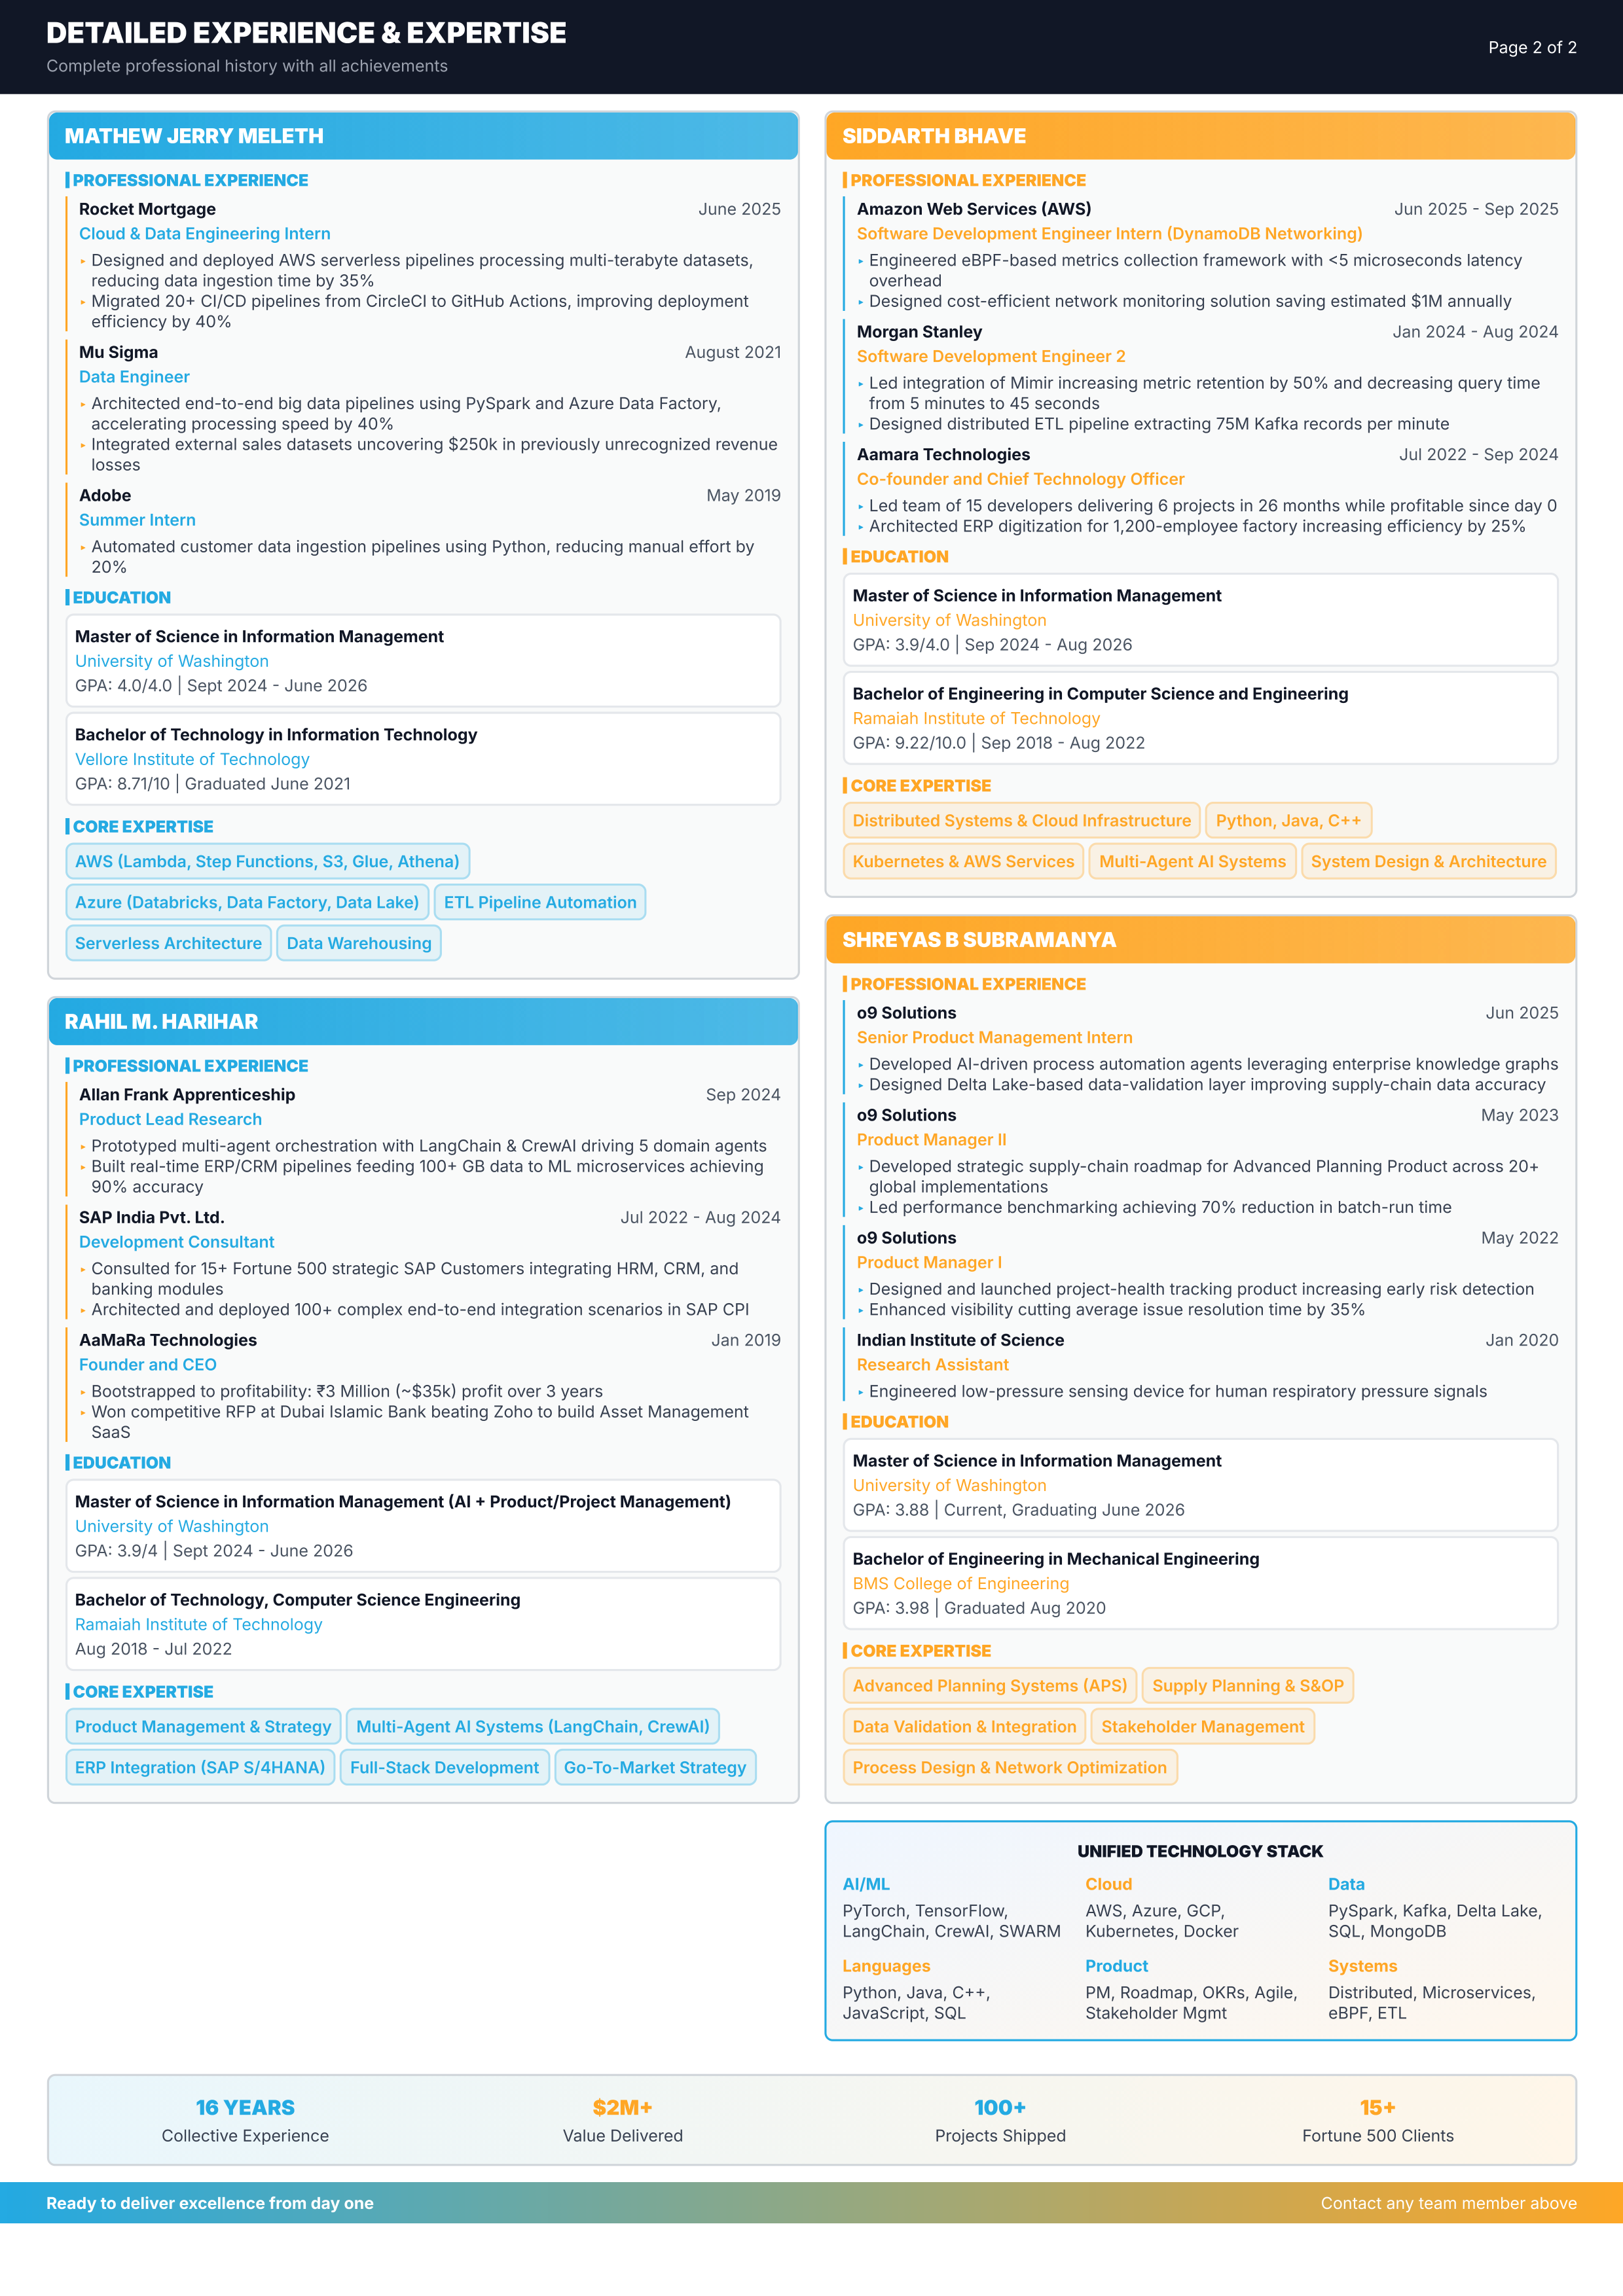 DETAILED EXPERIENCE & EXPERTISE
Complete professional history with all achievements
Page 2 of 2
MATHEW JERRY MELETH
PROFESSIONAL EXPERIENCE
Rocket Mortgage
June 2025
Cloud & Data Engineering Intern
▸ Designed and deployed AWS serverless pipelines processing multi-terabyte datasets,
reducing data ingestion time by 35%
▸ Migrated 20+ CI/CD pipelines from CircleCI to GitHub Actions, improving deployment
efficiency by 40%
Mu Sigma
August 2021
Data Engineer
▸ Architected end-to-end big data pipelines using PySpark and Azure Data Factory,
accelerating processing speed by 40%
▸ Integrated external sales datasets uncovering $250k in previously unrecognized revenue
losses
Adobe
May 2019
Summer Intern
▸ Automated customer data ingestion pipelines using Python, reducing manual effort by
20%
EDUCATION
Master of Science in Information Management
University of Washington
GPA: 4.0/4.0 | Sept 2024 - June 2026
Bachelor of Technology in Information Technology
Vellore Institute of Technology
GPA: 8.71/10 | Graduated June 2021
CORE EXPERTISE
AWS (Lambda, Step Functions, S3, Glue, Athena)
Azure (Databricks, Data Factory, Data Lake)
ETL Pipeline Automation
Serverless Architecture
Data Warehousing
RAHIL M. HARIHAR
PROFESSIONAL EXPERIENCE
Allan Frank Apprenticeship
Sep 2024
Product Lead Research
▸ Prototyped multi-agent orchestration with LangChain & CrewAI driving 5 domain agents
▸ Built real-time ERP/CRM pipelines feeding 100+ GB data to ML microservices achieving
90% accuracy
SAP India Pvt. Ltd.
Jul 2022 - Aug 2024
Development Consultant
▸ Consulted for 15+ Fortune 500 strategic SAP Customers integrating HRM, CRM, and
banking modules
▸ Architected and deployed 100+ complex end-to-end integration scenarios in SAP CPI
AaMaRa Technologies
Jan 2019
Founder and CEO
▸ Bootstrapped to profitability: ₹3 Million (~$35k) profit over 3 years
▸ Won competitive RFP at Dubai Islamic Bank beating Zoho to build Asset Management
SaaS
EDUCATION
Master of Science in Information Management (AI + Product/Project Management)
University of Washington
GPA: 3.9/4 | Sept 2024 - June 2026
Bachelor of Technology, Computer Science Engineering
Ramaiah Institute of Technology
Aug 2018 - Jul 2022
CORE EXPERTISE
Product Management & Strategy
Multi-Agent AI Systems (LangChain, CrewAI)
ERP Integration (SAP S/4HANA)
Full-Stack Development
Go-To-Market Strategy
SIDDARTH BHAVE
PROFESSIONAL EXPERIENCE
Amazon Web Services (AWS)
Jun 2025 - Sep 2025
Software Development Engineer Intern (DynamoDB Networking)
▸ Engineered eBPF-based metrics collection framework with <5 microseconds latency
overhead
▸ Designed cost-efficient network monitoring solution saving estimated $1M annually
Morgan Stanley
Jan 2024 - Aug 2024
Software Development Engineer 2
▸ Led integration of Mimir increasing metric retention by 50% and decreasing query time
from 5 minutes to 45 seconds
▸ Designed distributed ETL pipeline extracting 75M Kafka records per minute
Aamara Technologies
Jul 2022 - Sep 2024
Co-founder and Chief Technology Officer
▸ Led team of 15 developers delivering 6 projects in 26 months while profitable since day 0
▸ Architected ERP digitization for 1,200-employee factory increasing efficiency by 25%
EDUCATION
Master of Science in Information Management
University of Washington
GPA: 3.9/4.0 | Sep 2024 - Aug 2026
Bachelor of Engineering in Computer Science and Engineering
Ramaiah Institute of Technology
GPA: 9.22/10.0 | Sep 2018 - Aug 2022
CORE EXPERTISE
Distributed Systems & Cloud Infrastructure
Python, Java, C++
Kubernetes & AWS Services
Multi-Agent AI Systems
System Design & Architecture
SHREYAS B SUBRAMANYA
PROFESSIONAL EXPERIENCE
o9 Solutions
Jun 2025
Senior Product Management Intern
▸ Developed AI-driven process automation agents leveraging enterprise knowledge graphs
▸ Designed Delta Lake-based data-validation layer improving supply-chain data accuracy
o9 Solutions
May 2023
Product Manager II
▸ Developed strategic supply-chain roadmap for Advanced Planning Product across 20+
global implementations
▸ Led performance benchmarking achieving 70% reduction in batch-run time
o9 Solutions
May 2022
Product Manager I
▸ Designed and launched project-health tracking product increasing early risk detection
▸ Enhanced visibility cutting average issue resolution time by 35%
Indian Institute of Science
Jan 2020
Research Assistant
▸ Engineered low-pressure sensing device for human respiratory pressure signals
EDUCATION
Master of Science in Information Management
University of Washington
GPA: 3.88 | Current, Graduating June 2026
Bachelor of Engineering in Mechanical Engineering
BMS College of Engineering
GPA: 3.98 | Graduated Aug 2020
CORE EXPERTISE
Advanced Planning Systems (APS)
Supply Planning & S&OP
Data Validation & Integration
Stakeholder Management
Process Design & Network Optimization
UNIFIED TECHNOLOGY STACK
AI/ML
PyTorch, TensorFlow,
LangChain, CrewAI, SWARM
Cloud
AWS, Azure, GCP,
Kubernetes, Docker
Data
PySpark, Kafka, Delta Lake,
SQL, MongoDB
Languages
Python, Java, C++,
JavaScript, SQL
Product
PM, Roadmap, OKRs, Agile,
Stakeholder Mgmt
Systems
Distributed, Microservices,
eBPF, ETL
16 YEARS
Collective Experience
$2M+
Value Delivered
100+
Projects Shipped
15+
Fortune 500 Clients
Ready to deliver excellence from day one
Contact any team member above